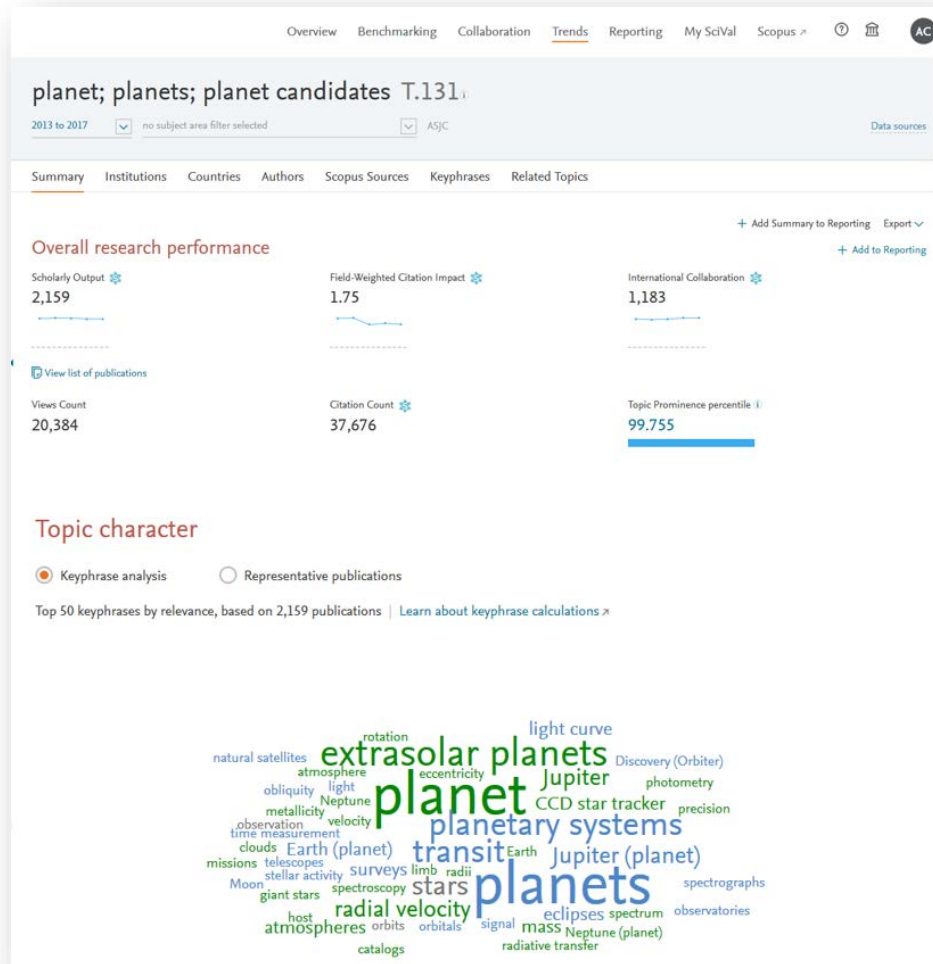 Overview Benchmarking Collaboration Trends Reporting My SciVal Scopus ↗ AC
planet; planets; planet candidates T.131
2013 to 2017 no subject area filter selected ASJC Data sources
Summary Institutions Countries Authors Scopus Sources Keyphrases Related Topics
+ Add Summary to Reporting Export
Overall research performance + Add to Reporting
Scholarly Output Field-Weighted Citation Impact International Collaboration
2,159 1.75 1,183
View list of publications
Views Count Citation Count Topic Prominence percentile
20,384 37,676 99.755
Topic character
Keyphrase analysis Representative publications
Top 50 keyphrases by relevance, based on 2,159 publications | Learn about keyphrase calculations ↗
light curve
rotation
natural satellites extrasolar planets Discovery (Orbiter)
atmosphere eccentricity Jupiter photometry
obliquity light planet
Neptune CCD star tracker precision
metallicity velocity
observation planetary systems
time measurement
clouds Earth (planet) transit Earth Jupiter (planet)
missions telescopes
stellar activity surveys limb radii
Moon spectroscopy stars planets spectrographs
giant stars
host radial velocity eclipses spectrum observatories
atmospheres orbits orbitals signal mass Neptune (planet)
radiative transfer
catalogs